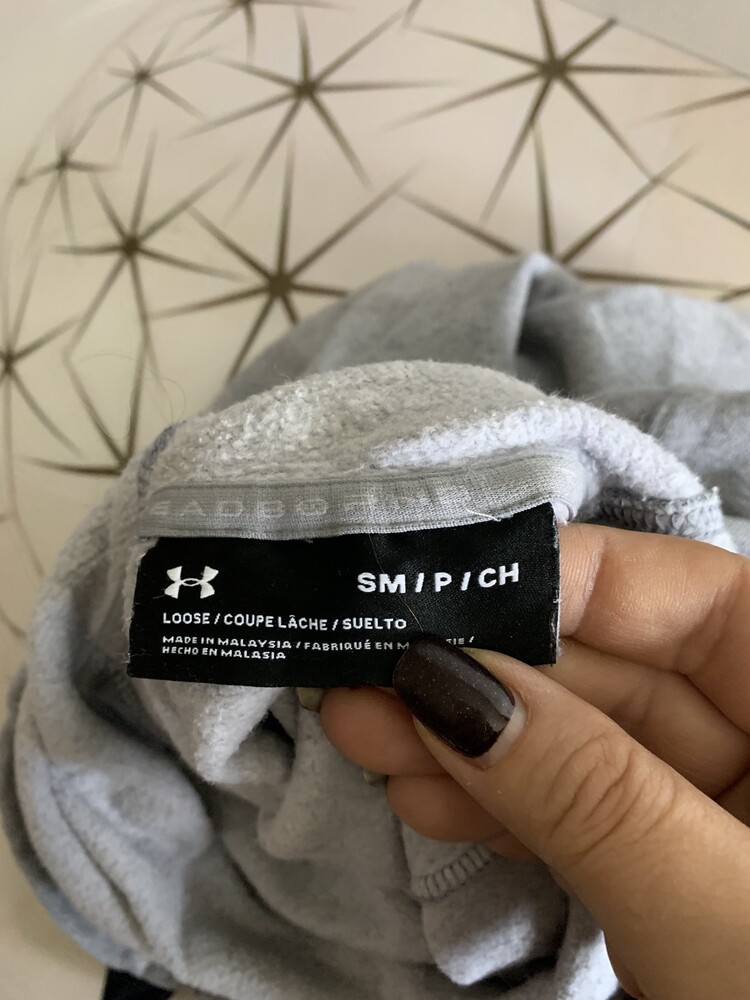 SM / P / CH
LOOSE / COUPE LÂCHE / SUELTO
MADE IN MALAYSIA / FABRIQUÉ EN /
HECHO EN MALASIA